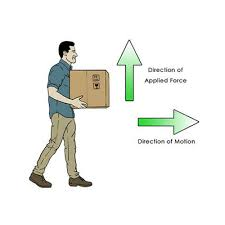 Direction of
Applied Force
Direction of Motion